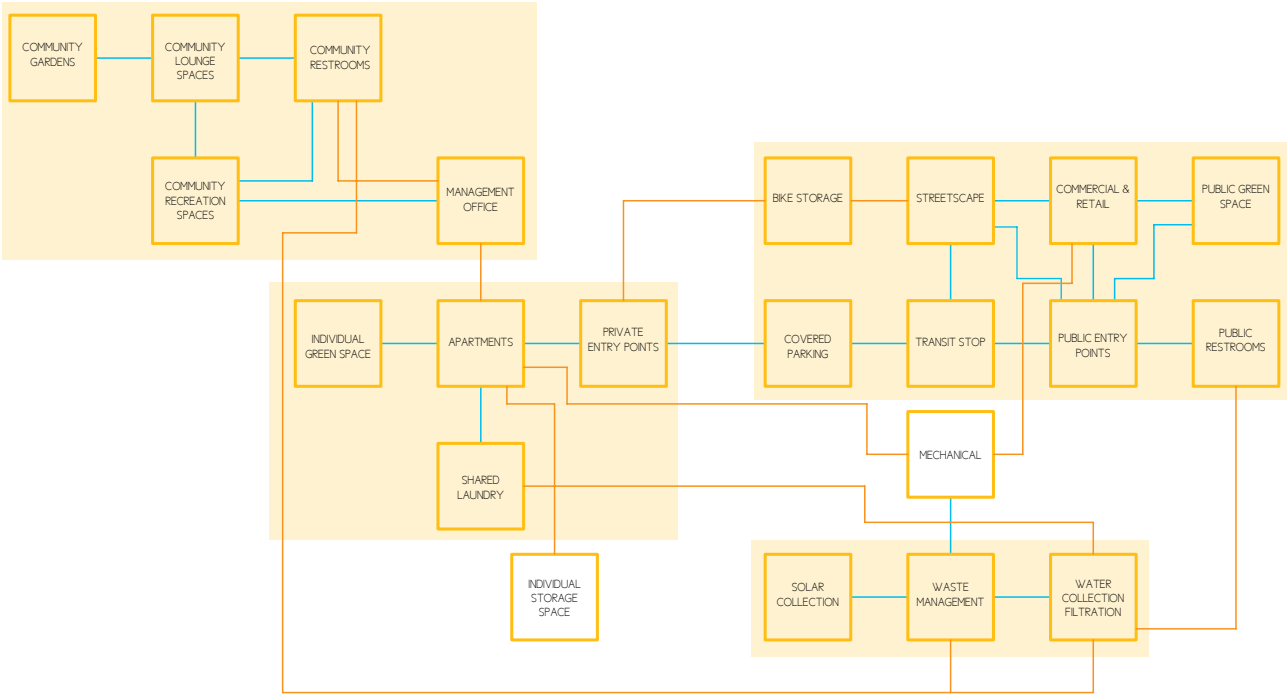 COMMUNITY
GARDENS
COMMUNITY
LOUNGE
SPACES
COMMUNITY
RESTROOMS
COMMUNITY
RECREATION
SPACES
MANAGEMENT
OFFICE
BIKE STORAGE
STREETSCAPE
COMMERCIAL &
RETAIL
PUBLIC GREEN
SPACE
INDIVIDUAL
GREEN SPACE
APARTMENTS
PRIVATE
ENTRY POINTS
COVERED
PARKING
TRANSIT STOP
PUBLIC ENTRY
POINTS
PUBLIC
RESTROOMS
SHARED
LAUNDRY
MECHANICAL
INDIVIDUAL
STORAGE
SPACE
SOLAR
COLLECTION
WASTE
MANAGEMENT
WATER
COLLECTION
FILTRATION